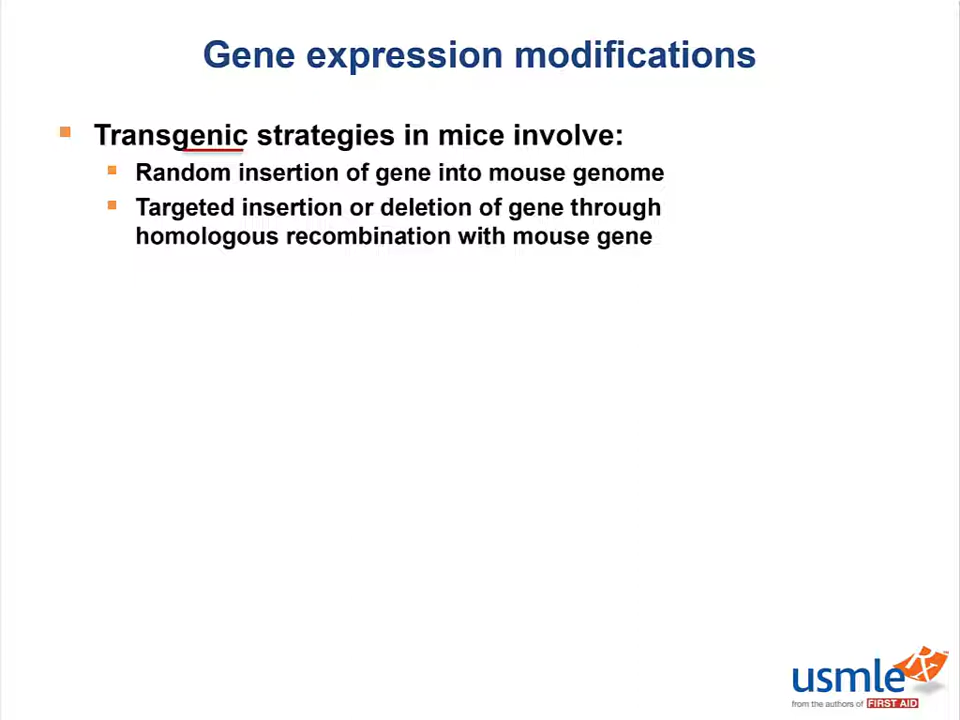 Gene expression modifications
Transgenic strategies in mice involve:
Random insertion of gene into mouse genome
Targeted insertion or deletion of gene through
homologous recombination with mouse gene
usmle Rx
from the authors of FIRST AID